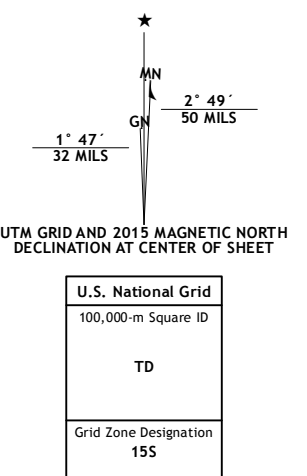 ★
MN
2° 49´
50 MILS
GN
1° 47´
32 MILS
UTM GRID AND 2015 MAGNETIC NORTH
DECLINATION AT CENTER OF SHEET
U.S. National Grid
100,000-m Square ID
TD
Grid Zone Designation
15S